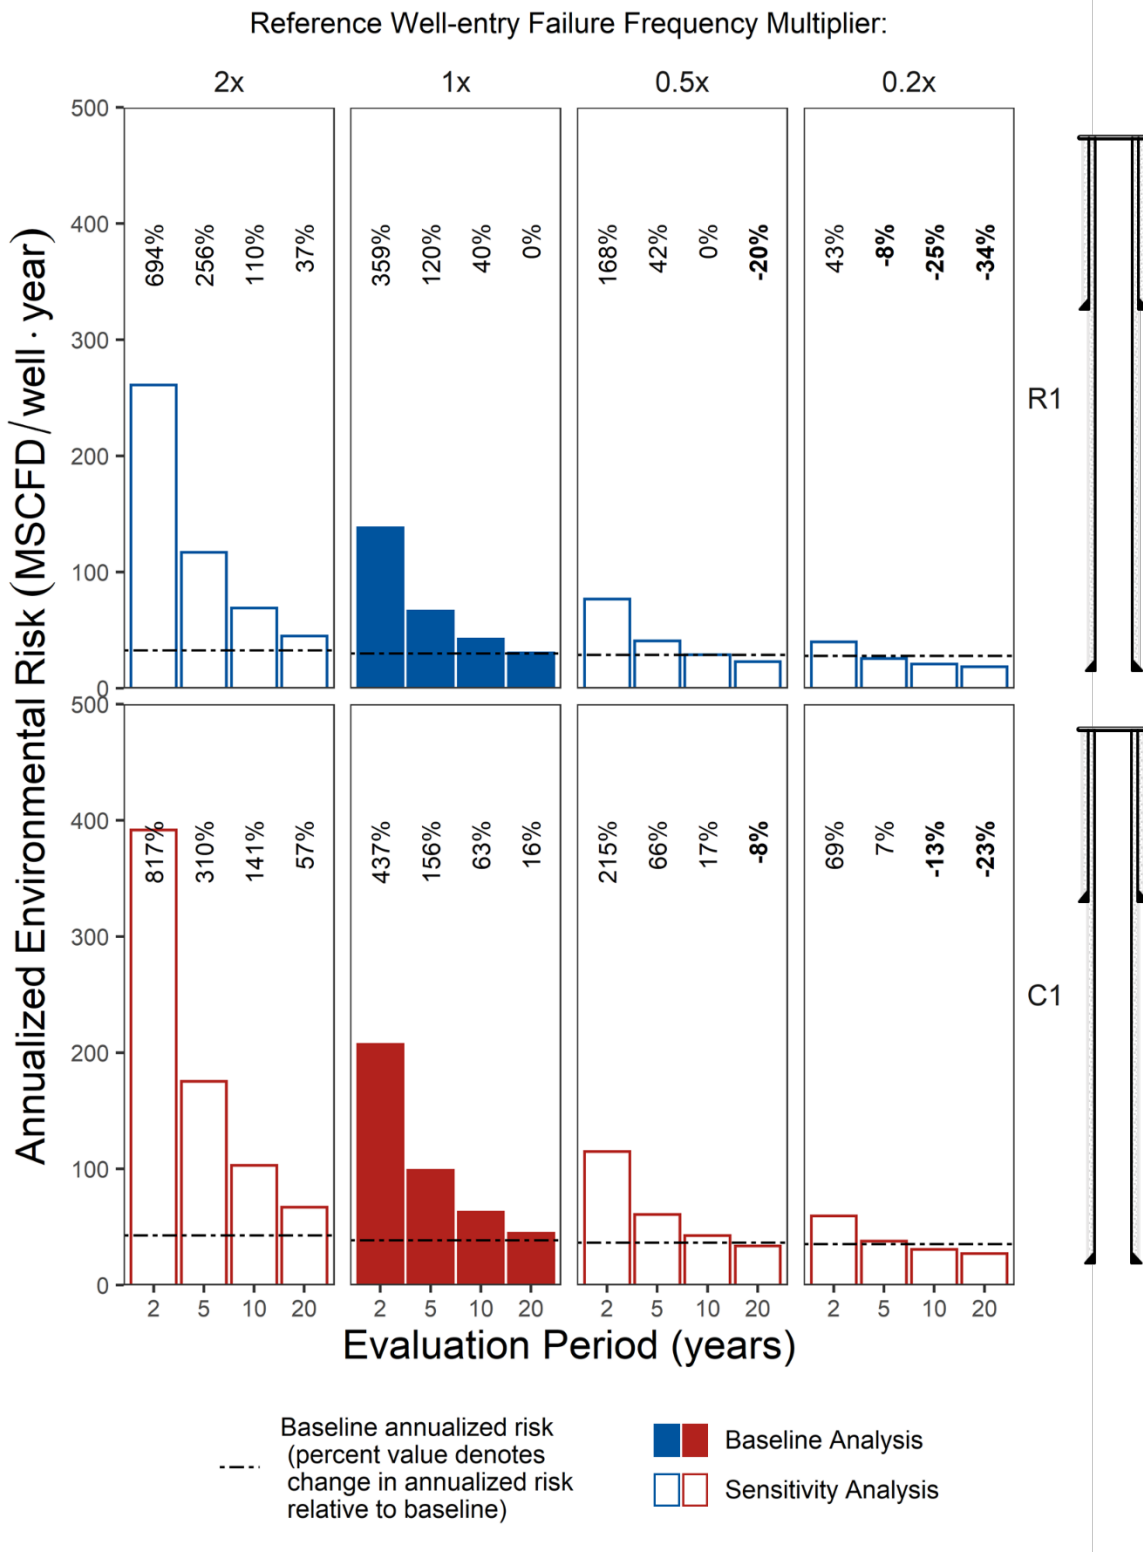 Reference Well-entry Failure Frequency Multiplier:
2x 1x 0.5x 0.2x
Annualized Environmental Risk (MSCFD/well · year)
500
400
300
200
100
0
694% 256% 110% 37%
359% 120% 40% 0%
168% 42% 0% -20%
43% -8% -25% -34%
R1
500
400
300
200
100
0
817% 310% 141% 57%
437% 156% 63% 16%
215% 66% 17% -8%
69% 7% -13% -23%
C1
2 5 10 20 2 5 10 20 2 5 10 20 2 5 10 20
Evaluation Period (years)
Baseline annualized risk
(percent value denotes
change in annualized risk
relative to baseline)
Baseline Analysis
Sensitivity Analysis